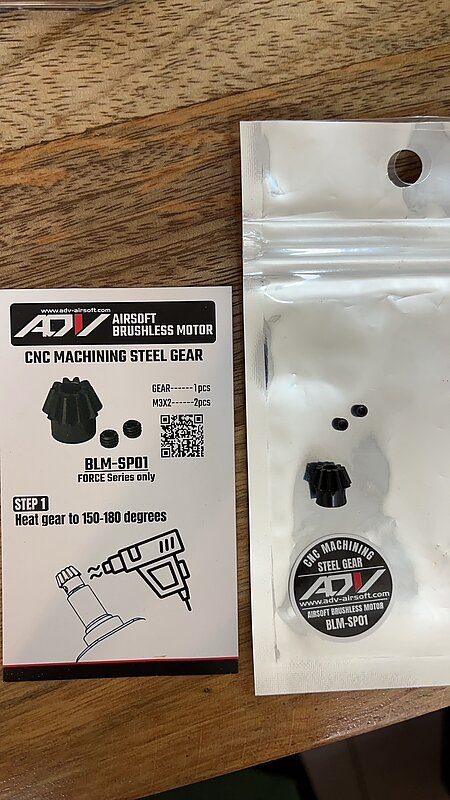 www.adv-airsoft.com
ADV AIRSOFT
BRUSHLESS MOTOR
CNC MACHINING STEEL GEAR
GEAR------1pcs
M3X2------2pcs
BLM-SP01
FORCE Series only
STEP 1
Heat gear to 150-180 degrees
CNC MACHINING
STEEL GEAR
ADV
www.adv-airsoft.com
AIRSOFT BRUSHLESS MOTOR
BLM-SP01